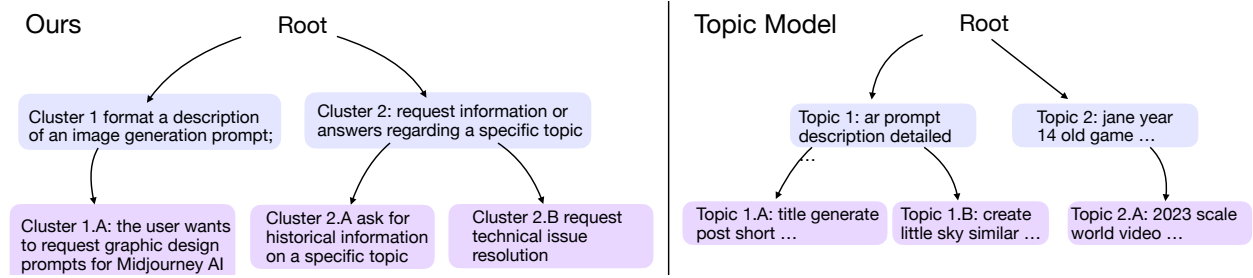 Ours
Root
Cluster 1 format a description
of an image generation prompt;
Cluster 2: request information or
answers regarding a specific topic
Cluster 1.A: the user wants
to request graphic design
prompts for Midjourney AI
Cluster 2.A ask for
historical information
on a specific topic
Cluster 2.B request
technical issue
resolution
Topic Model
Root
Topic 1: ar prompt
description detailed
…
Topic 2: jane year
14 old game …
Topic 1.A: title generate
post short …
Topic 1.B: create
little sky similar …
Topic 2.A: 2023 scale
world video …